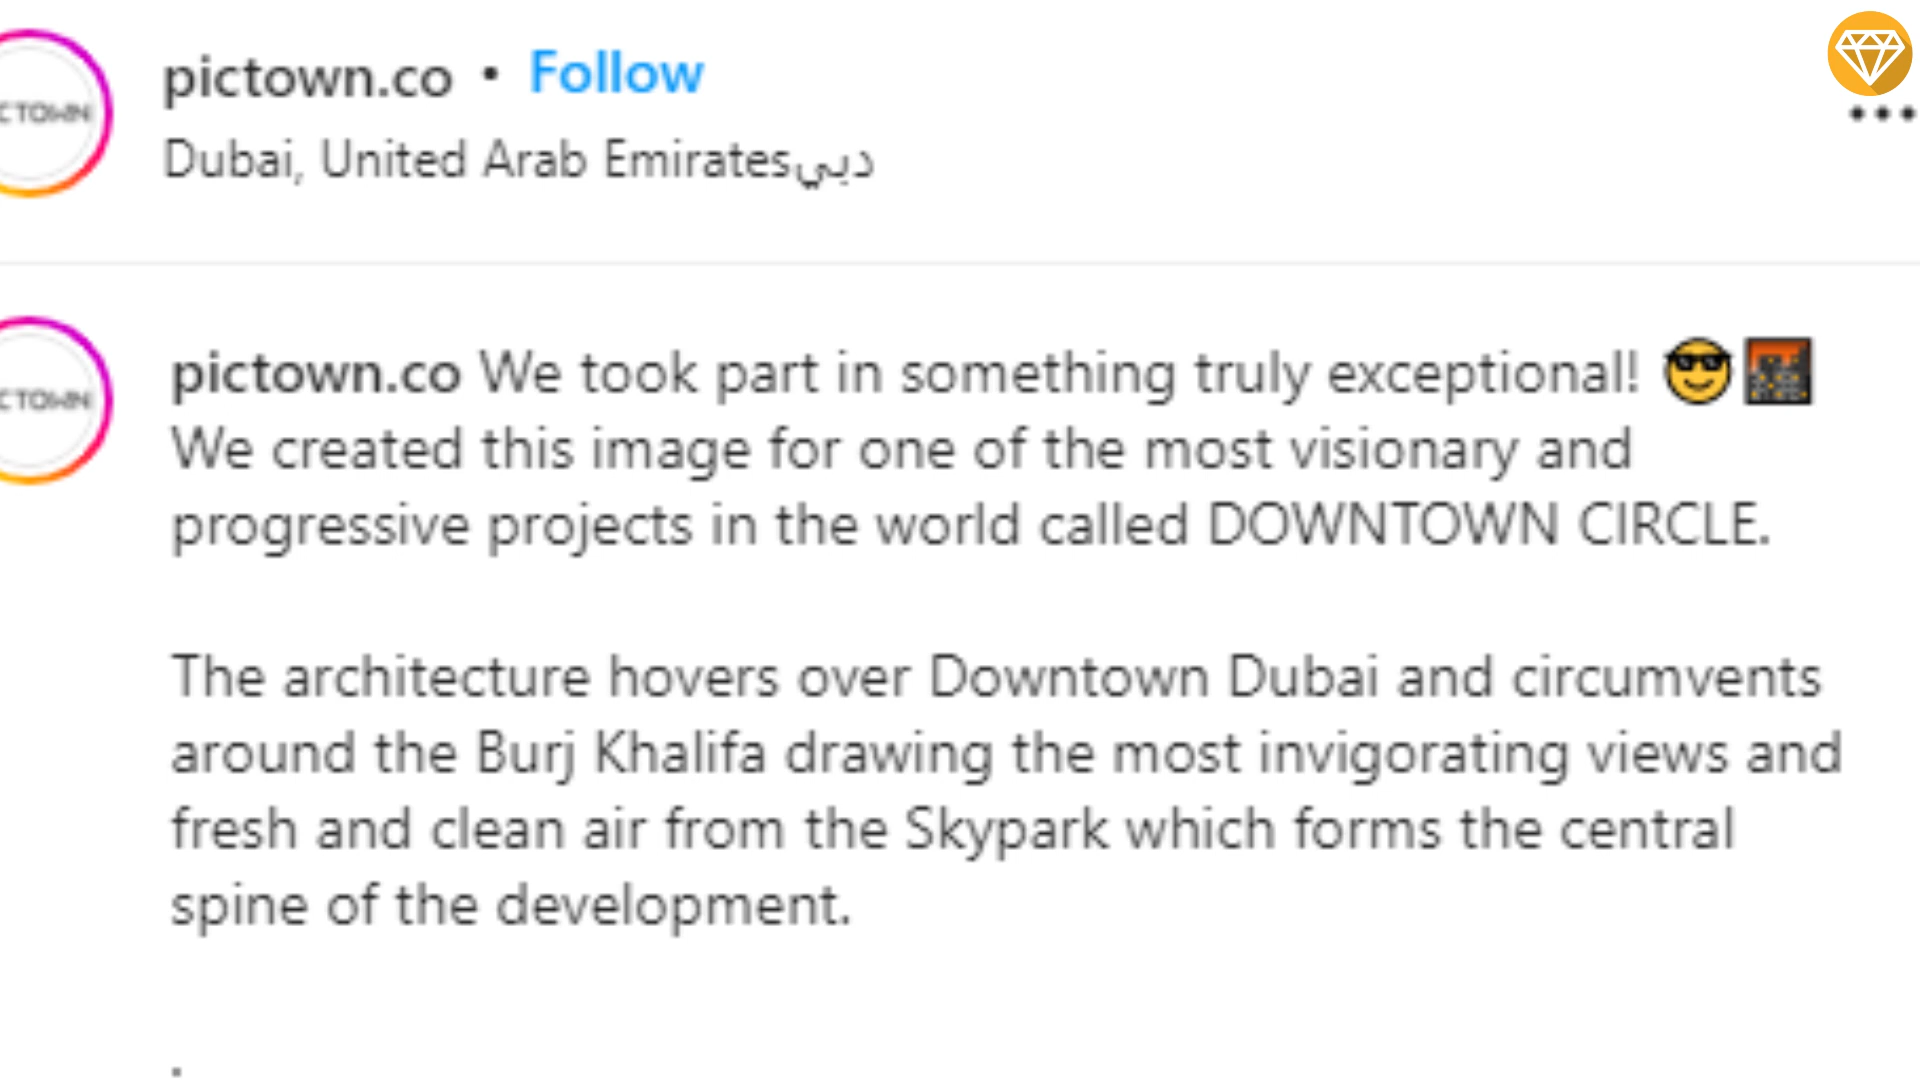 pictown.co • Follow
Dubai, United Arab Emiratesدبي
CTOWN
pictown.co We took part in something truly exceptional! 😎🌇
We created this image for one of the most visionary and
progressive projects in the world called DOWNTOWN CIRCLE.
CTOWN
The architecture hovers over Downtown Dubai and circumvents
around the Burj Khalifa drawing the most invigorating views and
fresh and clean air from the Skypark which forms the central
spine of the development.
.